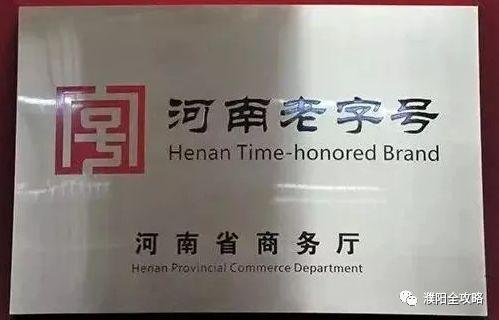 河南老字号
Henan Time-honored Brand
河南省商务厅
Henan Provincial Commerce Department
濮阳全攻略